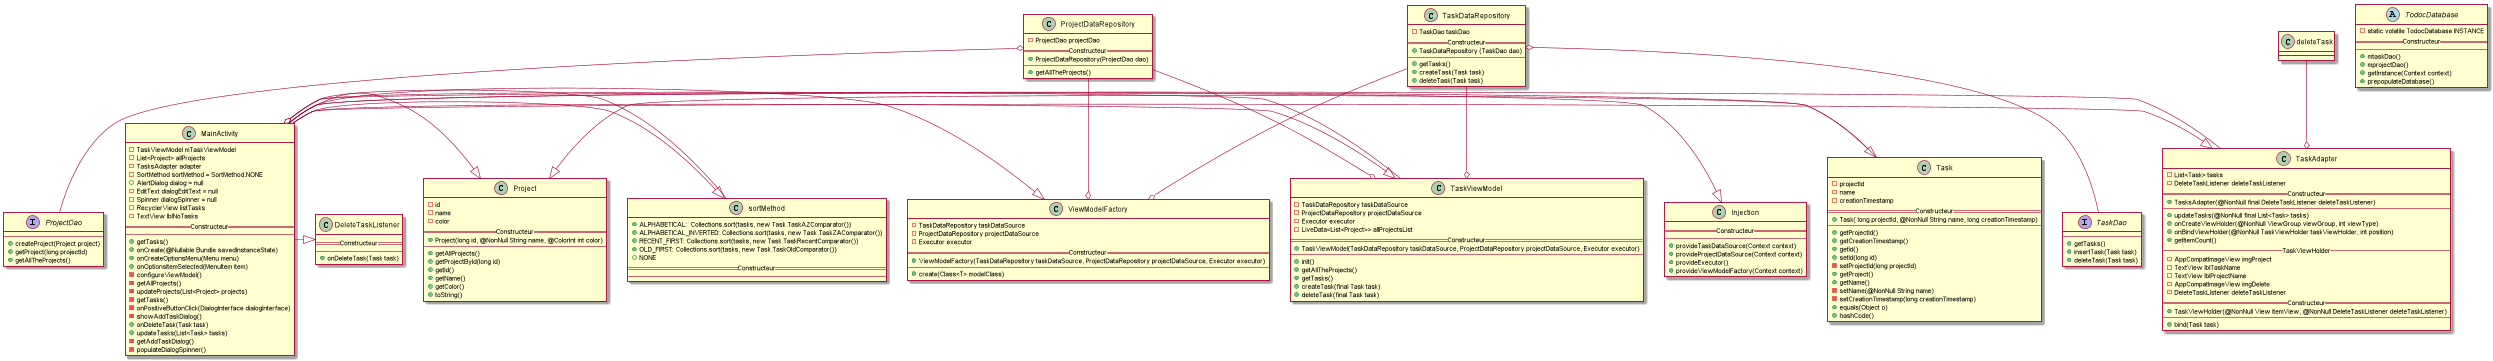 ProjectDataRepository
ProjectDao projectDao
Constructeur
ProjectDataRepository(ProjectDao dao)
getAllTheProjects()
TaskDataRepository
TaskDao taskDao
Constructeur
TaskDataRepository (TaskDao dao)
getTasks()
createTask(Task task)
deleteTask(Task task)
deleteTask
TodocDatabase
static volatile TodocDatabase INSTANCE
Constructeur
mtaskDao()
mprojectDao()
getInstance(Context context)
prepopulateDatabase()
ProjectDao
createProject(Project project)
getProject(long projectId)
getAllTheProjects()
MainActivity
TaskViewModel mTaskViewModel
List<Project> allProjects
TasksAdapter adapter
SortMethod sortMethod = SortMethod.NONE
AlertDialog dialog = null
EditText dialogEditText = null
Spinner dialogSpinner = null
RecyclerView listTasks
TextView lblNoTasks
Constructeur
getTasks()
onCreate(@Nullable Bundle savedInstanceState)
onCreateOptionsMenu(Menu menu)
onOptionsItemSelected(MenuItem item)
configureViewModel()
getAllProjects()
updateProjects(List<Project> projects)
getTasks()
onPositiveButtonClick(DialogInterface dialogInterface)
showAddTaskDialog()
onDeleteTask(Task task)
updateTasks(List<Task> tasks)
getAddTaskDialog()
populateDialogSpinner()
DeleteTaskListener
Constructeur
onDeleteTask(Task task)
Project
id
name
color
Constructeur
Project(long id, @NonNull String name, @ColorInt int color)
getAllProjects()
getProjectById(long id)
getId()
getName()
getColor()
toString()
sortMethod
ALPHABETICAL: Collections.sort(tasks, new Task.TaskAZComparator())
ALPHABETICAL_INVERTED: Collections.sort(tasks, new Task.TaskZAComparator())
RECENT_FIRST: Collections.sort(tasks, new Task.TaskRecentComparator())
OLD_FIRST: Collections.sort(tasks, new Task.TaskOldComparator())
NONE
Constructeur
ViewModelFactory
TaskDataRepository taskDataSource
ProjectDataRepository projectDataSource
Executor executor
Constructeur
ViewModelFactory(TaskDataRepository taskDataSource, ProjectDataRepository projectDataSource, Executor executor)
create(Class<T> modelClass)
TaskViewModel
TaskDataRepository taskDataSource
ProjectDataRepository projectDataSource
Executor executor
LiveData<List<Project>> allProjectsList
Constructeur
TaskViewModel(TaskDataRepository taskDataSource, ProjectDataRepository projectDataSource, Executor executor)
init()
getAllTheProjects()
getTasks()
createTask(final Task task)
deleteTask(final Task task)
Injection
Constructeur
provideTaskDataSource(Context context)
provideProjectDataSource(Context context)
provideExecutor()
provideViewModelFactory(Context context)
Task
projectId
name
creationTimestamp
Constructeur
Task( long projectId, @NonNull String name, long creationTimestamp)
getProjectId()
getCreationTimestamp()
getId()
setId(long id)
setProjectId(long projectId)
getProject()
getName()
setName(@NonNull String name)
setCreationTimestamp(long creationTimestamp)
equals(Object o)
hashCode()
TaskDao
getTasks()
insertTask(Task task)
deleteTask(Task task)
TaskAdapter
List<Task> tasks
DeleteTaskListener deleteTaskListener
Constructeur
TasksAdapter(@NonNull final DeleteTaskListener deleteTaskListener)
updateTasks(@NonNull final List<Task> tasks)
onCreateViewHolder(@NonNull ViewGroup viewGroup, int viewType)
onBindViewHolder(@NonNull TaskViewHolder taskViewHolder, int position)
getItemCount()
TaskViewHolder
AppCompatImageView imgProject
TextView lblTaskName
TextView lblProjectName
AppCompatImageView imgDelete
DeleteTaskListener deleteTaskListener
Constructeur
TaskViewHolder(@NonNull View itemView, @NonNull DeleteTaskListener deleteTaskListener)
bind(Task task)